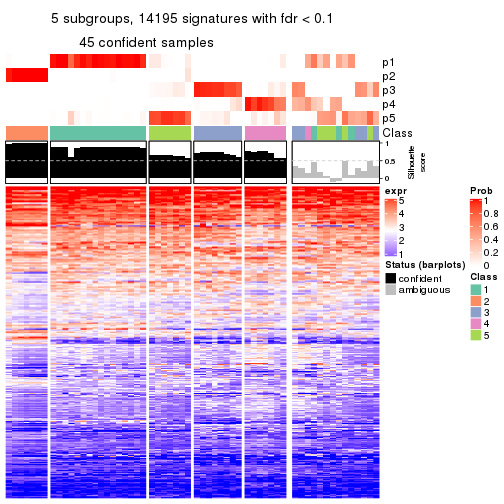 5 subgroups, 14195 signatures with fdr < 0.1
45 confident samples
p1
p2
p3
p4
p5
Class
1
0.5
0
Silhouette
score
expr
5
4
3
2
1
Status (barplots)
confident
ambiguous
Prob
1
0.8
0.6
0.4
0.2
0
Class
1
2
3
4
5